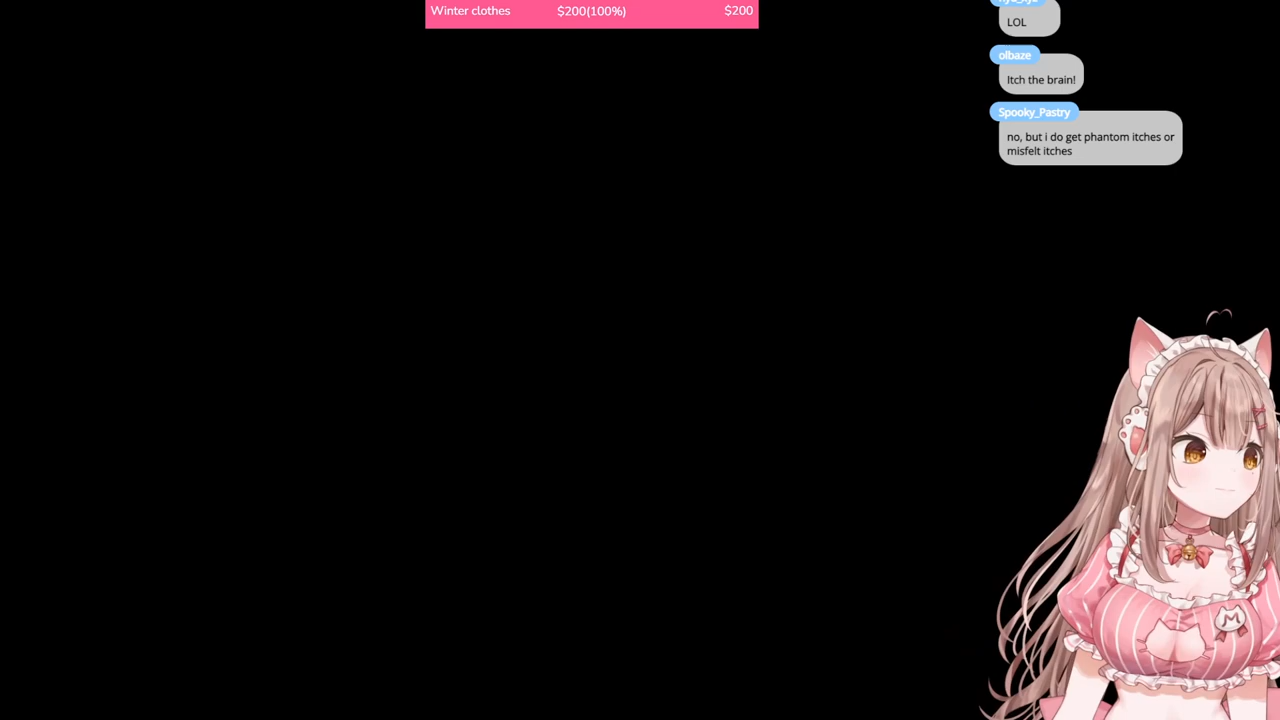 Winter clothes $200(100%) $200
LOL
olbaze
Itch the brain!
Spooky_Pastry
no, but i do get phantom itches or
misfelt itches
M